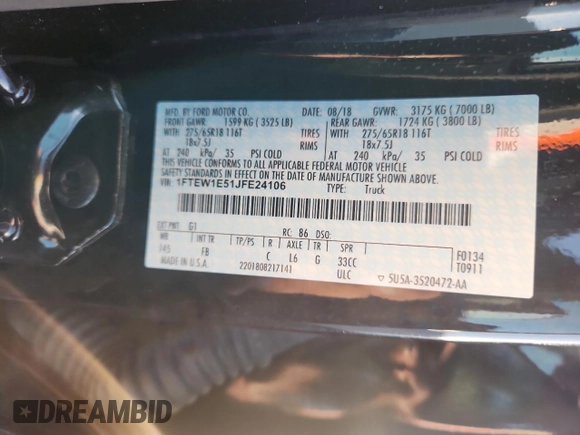 MFD. BY FORD MOTOR CO. 08/18 GVWR: 3175 KG ( 7000 LB)
FRONT GAWR: 1599 KG ( 3525 LB) REAR GAWR: 1724 KG ( 3800 LB)
WITH 275/65R18 116T TIRES WITH 275/65R18 116T TIRES
18x7.5J RIMS 18x7.5J RIMS
AT 240 kPa/ 35 PSI COLD AT 240 kPa/ 35 PSI COLD
THIS VEHICLE CONFORMS TO ALL APPLICABLE FEDERAL MOTOR VEHICLE
SAFETY STANDARDS IN EFFECT ON THE DATE OF MANUFACTURE SHOWN ABOVE.
VIN: 1FTEW1E51JFE24106 TYPE: Truck
EXT PNT G1 RC: 86 DSO:
WB INT TR TP/PS R AXLE TR SPR F0134
145 FB C L6 G 33CC T0911
MADE IN U.S.A. 2201808217141 ULC ▽ 5U5A-3520472-AA
DREAMBID